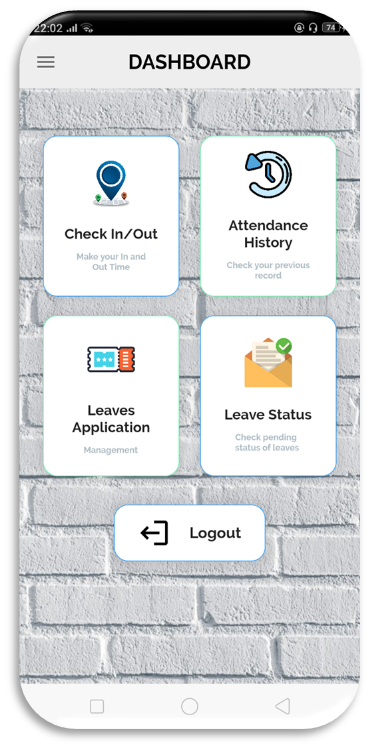 22:02
74
DASHBOARD
Check In/Out
Make your In and
Out Time
Attendance
History
Check your previous
record
Leaves
Application
Management
Leave Status
Check pending
status of leaves
Logout